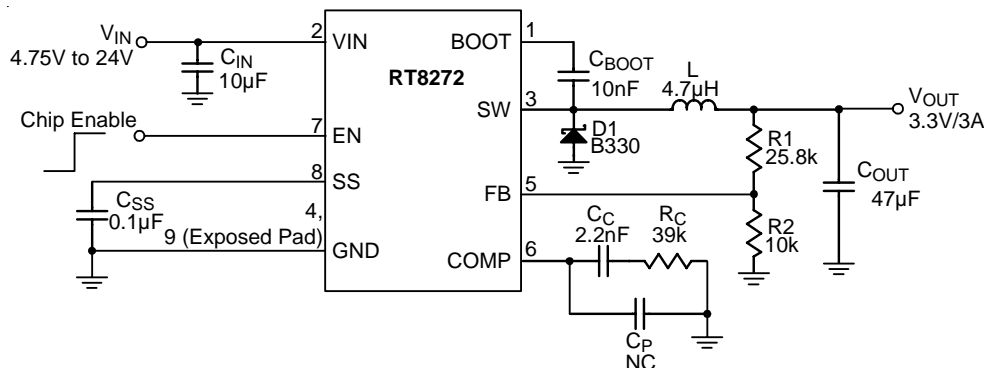 VIN
4.75V to 24V
CIN
10µF
2
VIN
Chip Enable
7
EN
8
SS
CSS
0.1µF
4,
9 (Exposed Pad)
GND
RT8272
BOOT
1
CBOOT
10nF
SW
3
L
4.7µH
D1
B330
VOUT
3.3V/3A
R1
25.8k
FB
5
COUT
47µF
R2
10k
COMP
6
CC
2.2nF
RC
39k
CP
NC